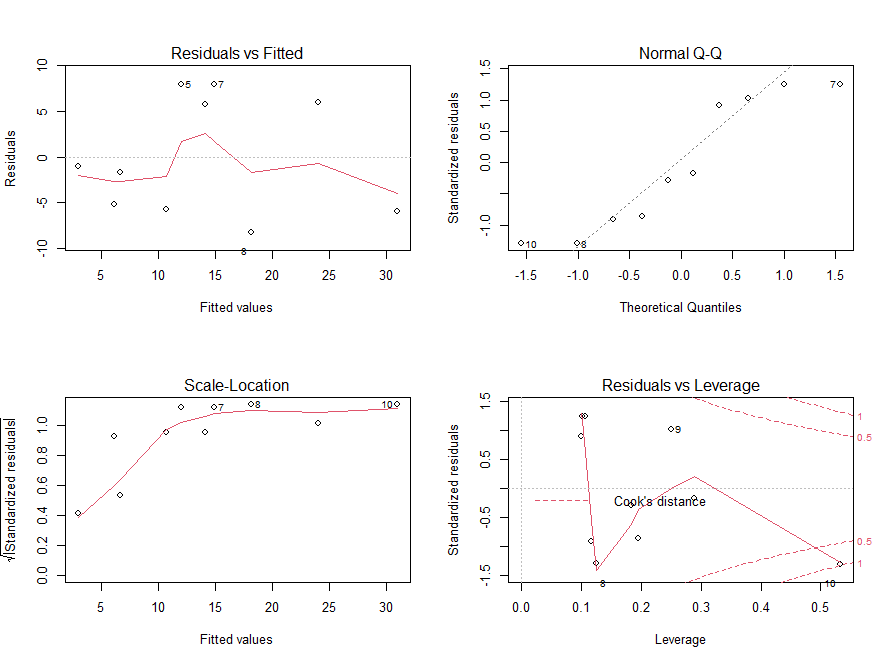 Residuals vs Fitted
Residuals
10
5
0
-5
-10
5
7
8
5 10 15 20 25 30
Fitted values
Normal Q-Q
Standardized residuals
1.5
1.0
0.5
0.0
-1.0
7
10
8
-1.5 -1.0 -0.5 0.0 0.5 1.0 1.5
Theoretical Quantiles
Scale-Location
√|Standardized residuals|
1.0
0.8
0.6
0.4
0.2
0.0
7
8
10
5 10 15 20 25 30
Fitted values
Residuals vs Leverage
Standardized residuals
1.5
0.5
-0.5
-1.5
9
Cook's distance
8
10
1
0.5
0.5
1
0.0 0.1 0.2 0.3 0.4 0.5
Leverage